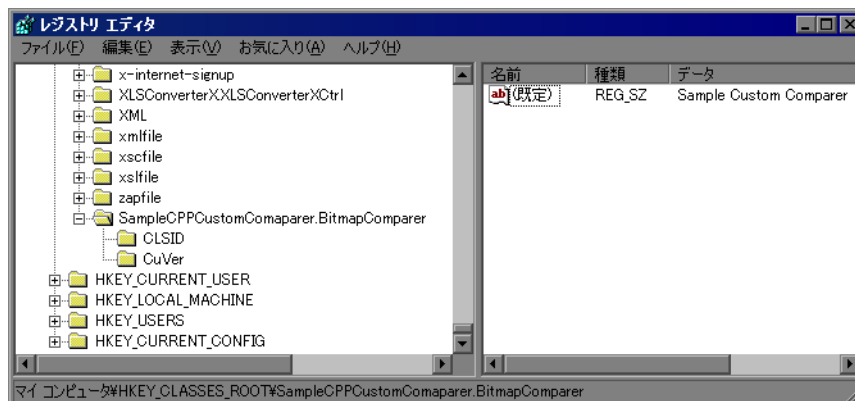 レジストリ エディタ
ファイル(F) 編集(E) 表示(V) お気に入り(A) ヘルプ(H)
x-internet-signup
XLSConverterX.XLSConverterXCtrl
XML
xmlfile
xscfile
xslfile
zapfile
SampleCPPCustomComaparer.BitmapComparer
CLSID
CuVer
HKEY_CURRENT_USER
HKEY_LOCAL_MACHINE
HKEY_USERS
HKEY_CURRENT_CONFIG
名前 種類 データ
ab (既定) REG_SZ Sample Custom Comparer
マイ コンピュータ¥HKEY_CLASSES_ROOT¥SampleCPPCustomComaparer.BitmapComparer